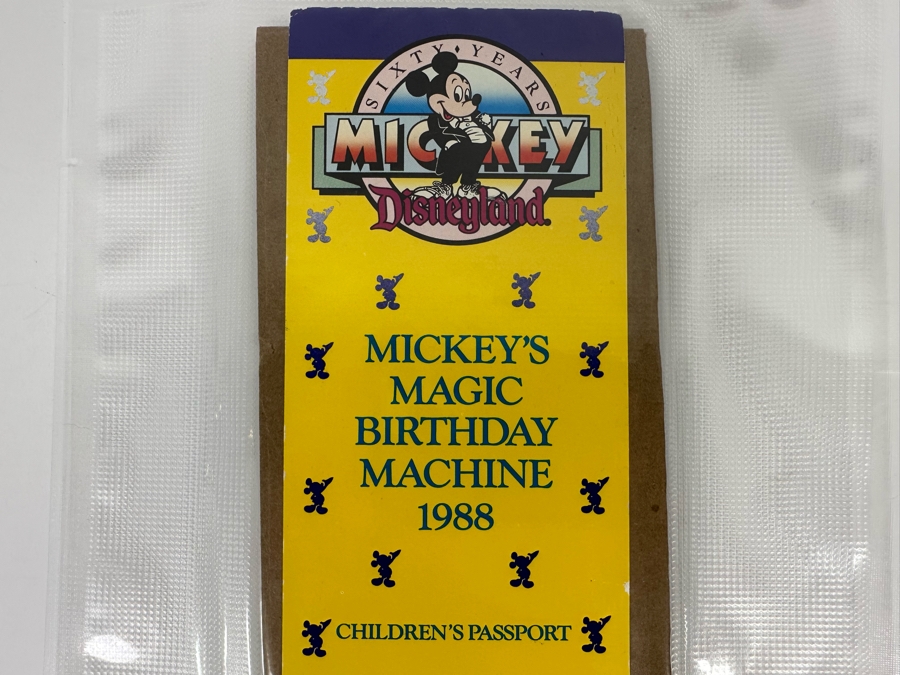 SIXTY YEARS
MICKEY
Disneyland
MICKEY'S
MAGIC
BIRTHDAY
MACHINE
1988
CHILDREN'S PASSPORT